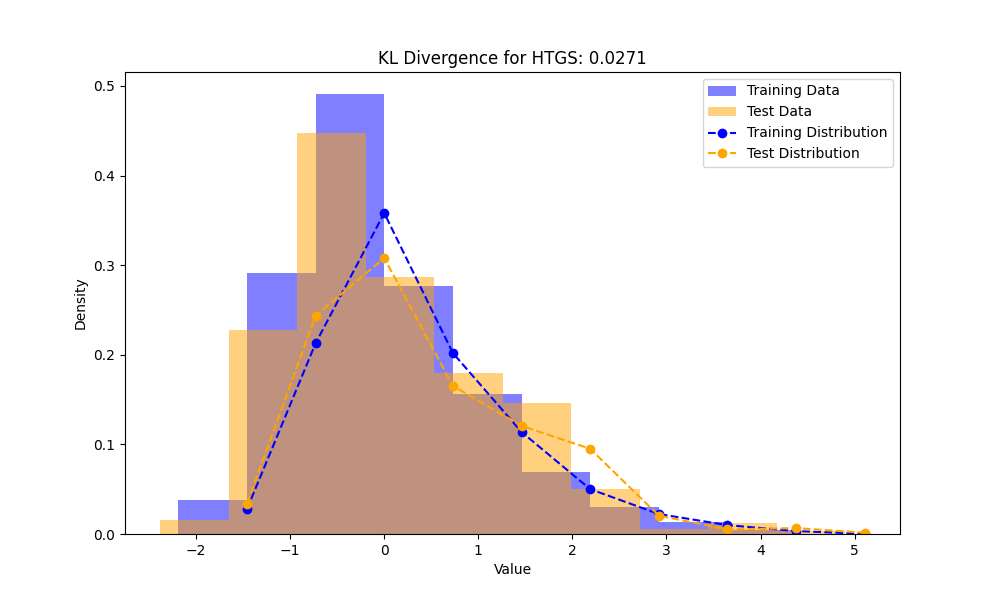 KL Divergence for HTGS: 0.0271
Training Data
Test Data
Training Distribution
Test Distribution
0.5
0.4
0.3
0.2
0.1
0.0
Density
−2
−1
0
1
2
3
4
5
Value